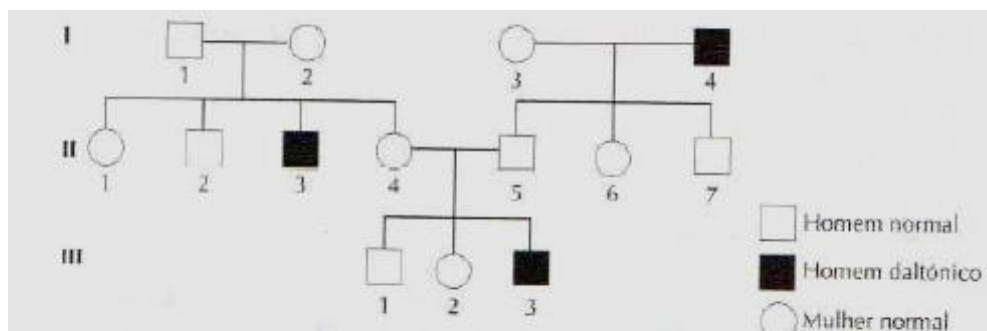 I
1 2 3 4
II
1 2 3 4 5 6 7
III
1 2 3
Homem normal
Homem daltónico
Mulher normal